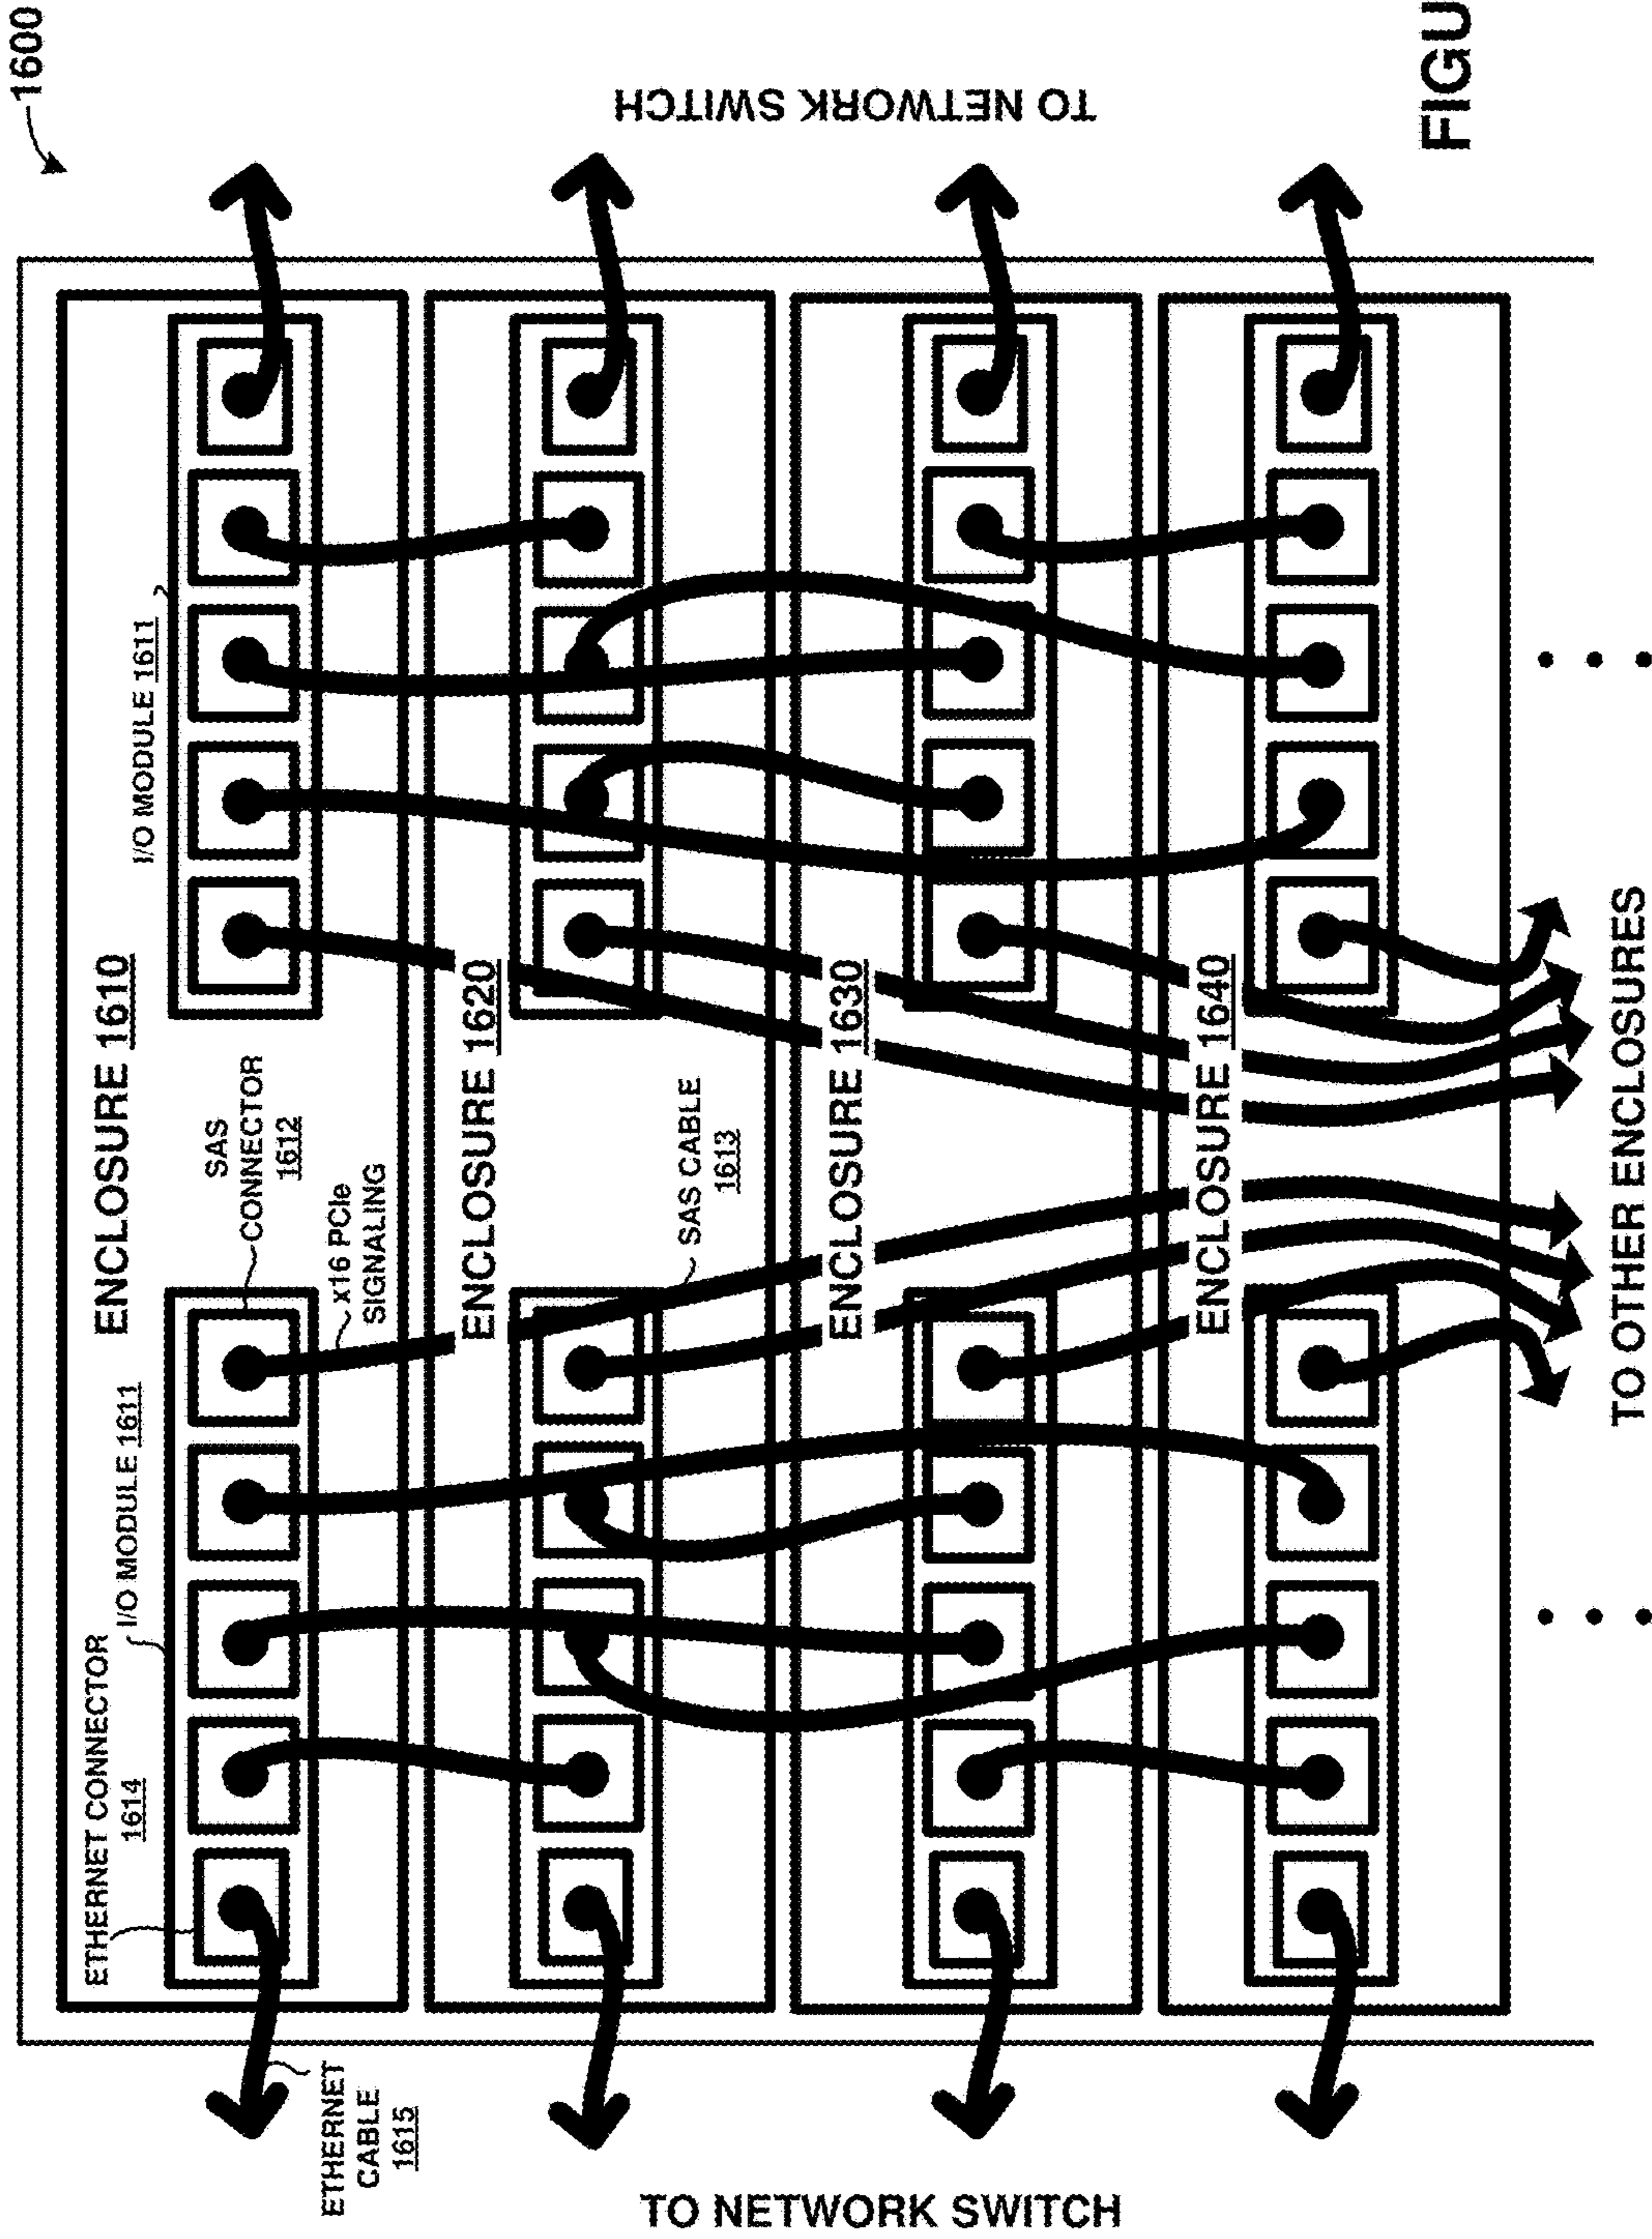 1600
TO NETWORK SWITCH
ENCLOSURE 1610
ETHERNET CONNECTOR
1614
I/O MODULE 1611
SAS
CONNECTOR
1612
I/O MODULE 1611
x16 PCIe
SIGNALING
ETHERNET
CABLE
1615
ENCLOSURE 1620
SAS CABLE
1613
ENCLOSURE 1630
ENCLOSURE 1640
TO OTHER ENCLOSURES
TO NETWORK SWITCH
FIGU